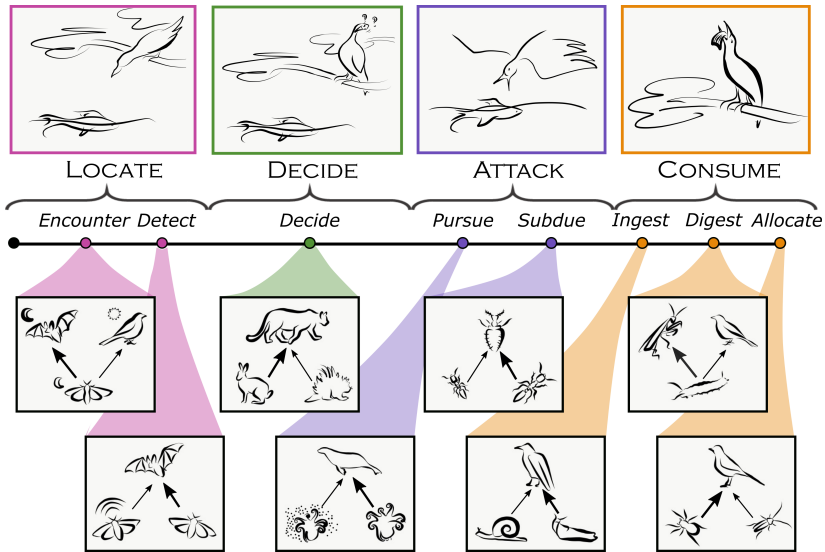 ? ?
LOCATE DECIDE ATTACK CONSUME
Encounter Detect Decide Pursue Subdue Ingest Digest Allocate